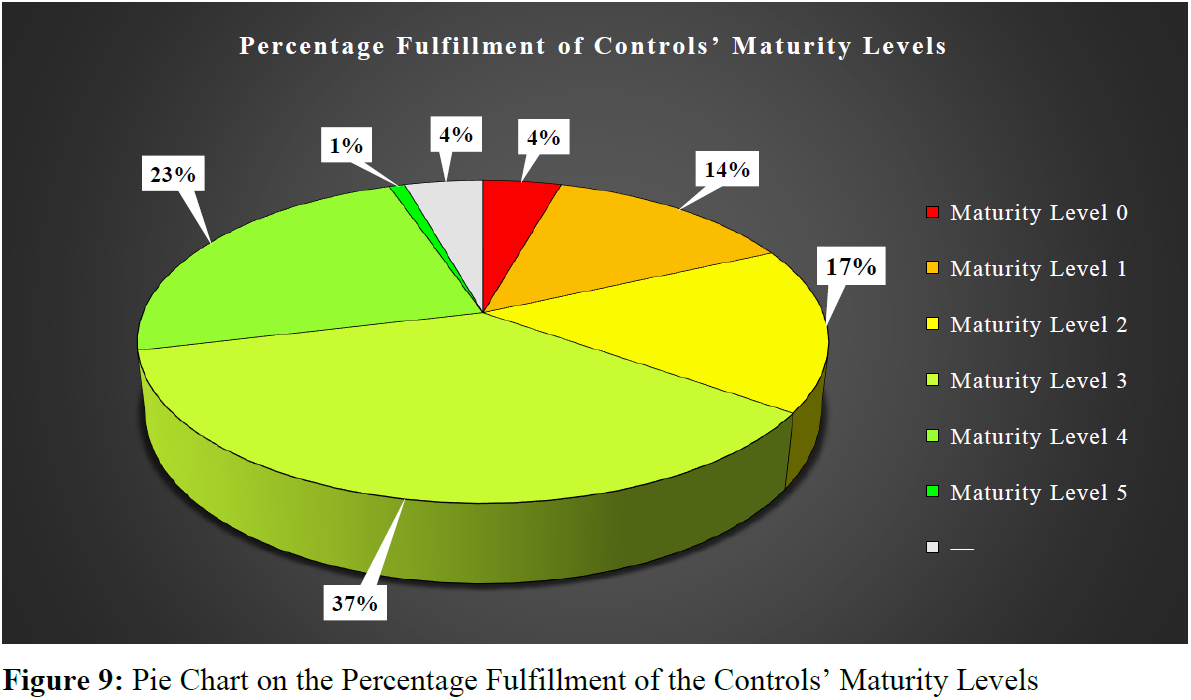 Percentage Fulfillment of Controls’ Maturity Levels
4%
4%
1%
14%
23%
17%
37%
Maturity Level 0
Maturity Level 1
Maturity Level 2
Maturity Level 3
Maturity Level 4
Maturity Level 5
—
Figure 9: Pie Chart on the Percentage Fulfillment of the Controls’ Maturity Levels